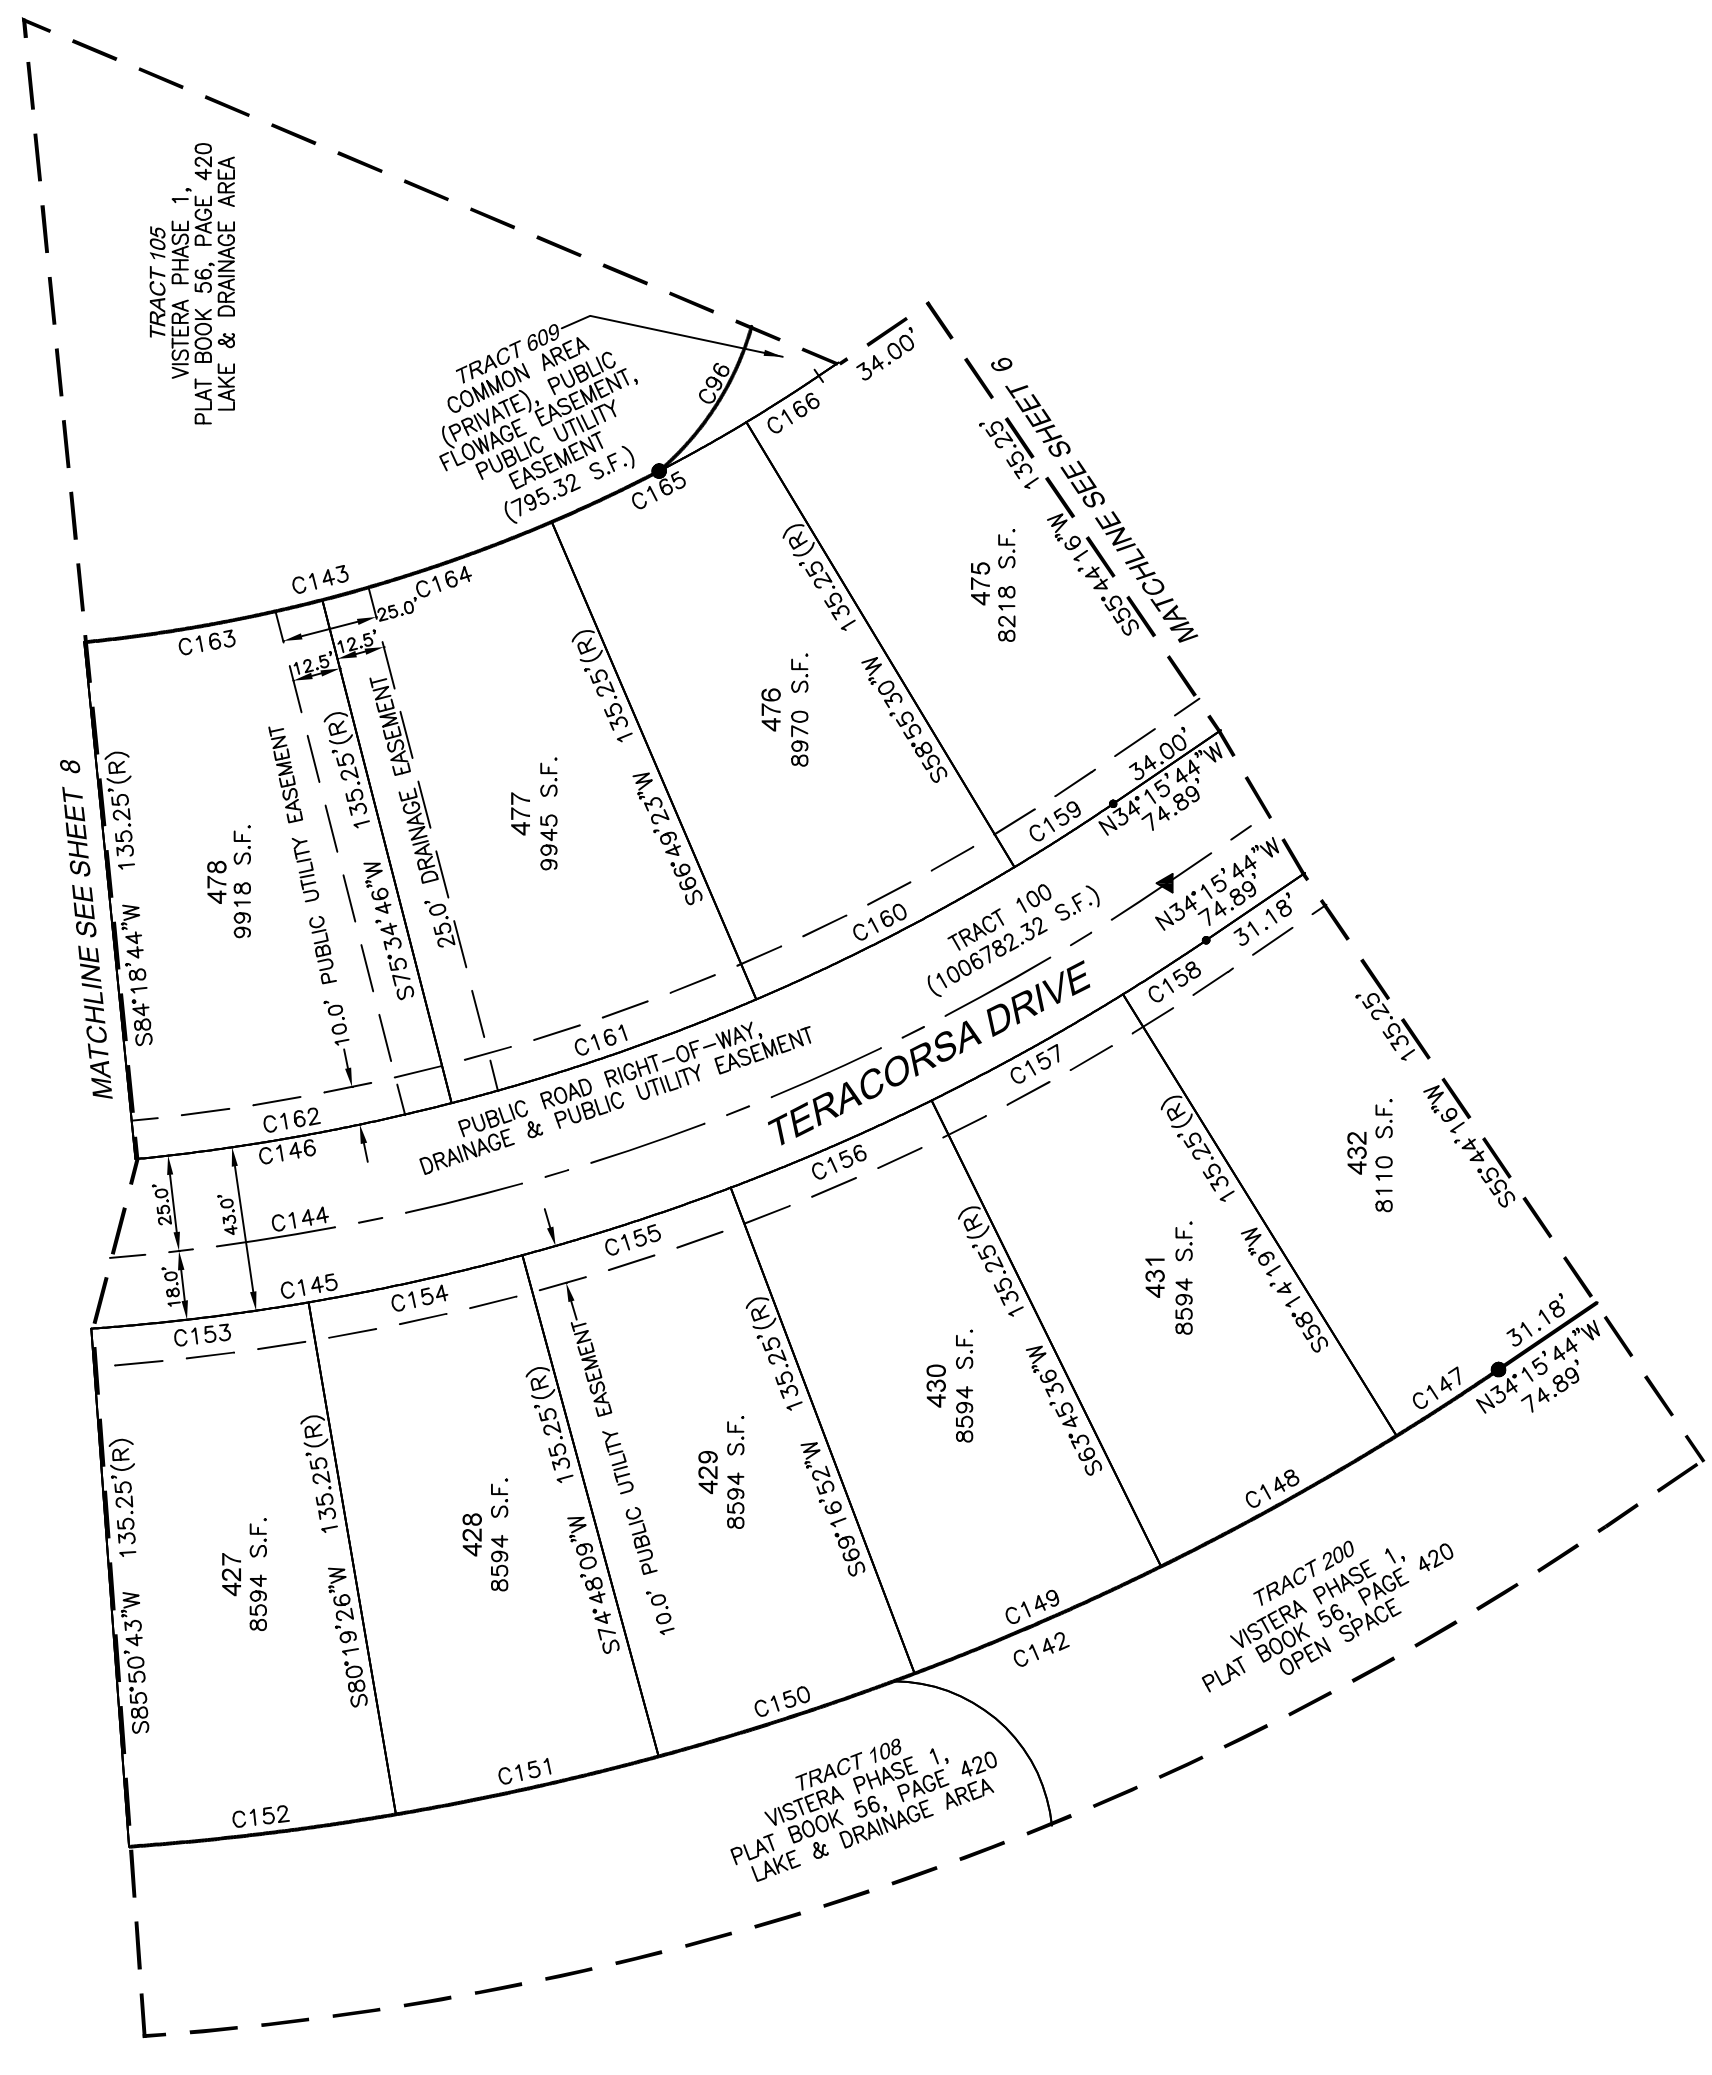 TRACT 105
VISTERA PHASE 1,
PLAT BOOK 56, PAGE 420
LAKE & DRAINAGE AREA
TRACT 609
COMMON AREA
(PRIVATE), PUBLIC
FLOWAGE EASEMENT,
PUBLIC UTILITY
EASEMENT
(795.32 S.F.)
C96
C165
C166
34.00'
MATCHLINE SEE SHEET 6
S55°44'16"W 135.25'
C143
C163
C164
25.0'
12.5'
12.5'
MATCHLINE SEE SHEET 8
S84°18'44"W 135.25'(R)
478
9918 S.F.
10.0' PUBLIC UTILITY EASEMENT
S75°34'46"W 135.25'(R)
25.0' DRAINAGE EASEMENT
477
9945 S.F.
S66°49'23"W 135.25'(R)
476
8970 S.F.
S58°55'30"W 135.25'(R)
475
8218 S.F.
C159
34.00'
N34°15'44"W
74.89'
C160
C161
C162
C146
TRACT 100
(1006782.32 S.F.)
N34°15'44"W
74.89'
31.18'
PUBLIC ROAD RIGHT-OF-WAY,
DRAINAGE & PUBLIC UTILITY EASEMENT
TERACORSA DRIVE
25.0'
43.0'
18.0'
C144
C145
C153
C154
C155
C156
C157
C158
S85°50'43"W 135.25'(R)
427
8594 S.F.
S80°19'26"W 135.25'(R)
428
8594 S.F.
S74°48'09"W 135.25'(R)
10.0' PUBLIC UTILITY EASEMENT
429
8594 S.F.
S69°16'52"W 135.25'(R)
430
8594 S.F.
S63°45'36"W 135.25'(R)
431
8594 S.F.
S58°14'19"W 135.25'(R)
432
8110 S.F.
S55°44'16"W 135.25'
31.18'
N34°15'44"W
74.89'
C147
C148
C149
C142
C150
C151
C152
TRACT 200
VISTERA PHASE 1,
PLAT BOOK 56, PAGE 420
OPEN SPACE
TRACT 108
VISTERA PHASE 1,
PLAT BOOK 56, PAGE 420
LAKE & DRAINAGE AREA